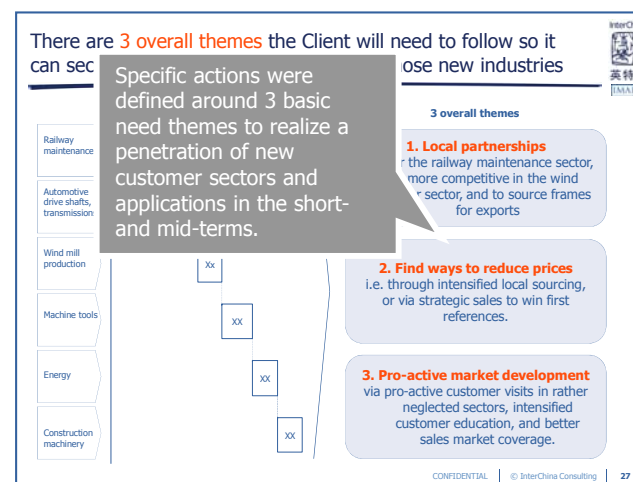 There are 3 overall themes the Client will need to follow so it
can sec ose new industries
InterCh
英特
IMA
Specific actions were
defined around 3 basic
need themes to realize a
penetration of new
customer sectors and
applications in the short-
and mid-terms.
3 overall themes
Railway
maintenance
Automotive
drive shafts,
transmission
Wind mill
production
Xx
Machine tools
XX
Energy
XX
Construction
machinery
XX
1. Local partnerships
r the railway maintenance sector,
more competitive in the wind
r sector, and to source frames
for exports
2. Find ways to reduce prices
i.e. through intensified local sourcing,
or via strategic sales to win first
references.
3. Pro-active market development
via pro-active customer visits in rather
neglected sectors, intensified
customer education, and better
sales market coverage.
CONFIDENTIAL © InterChina Consulting 27